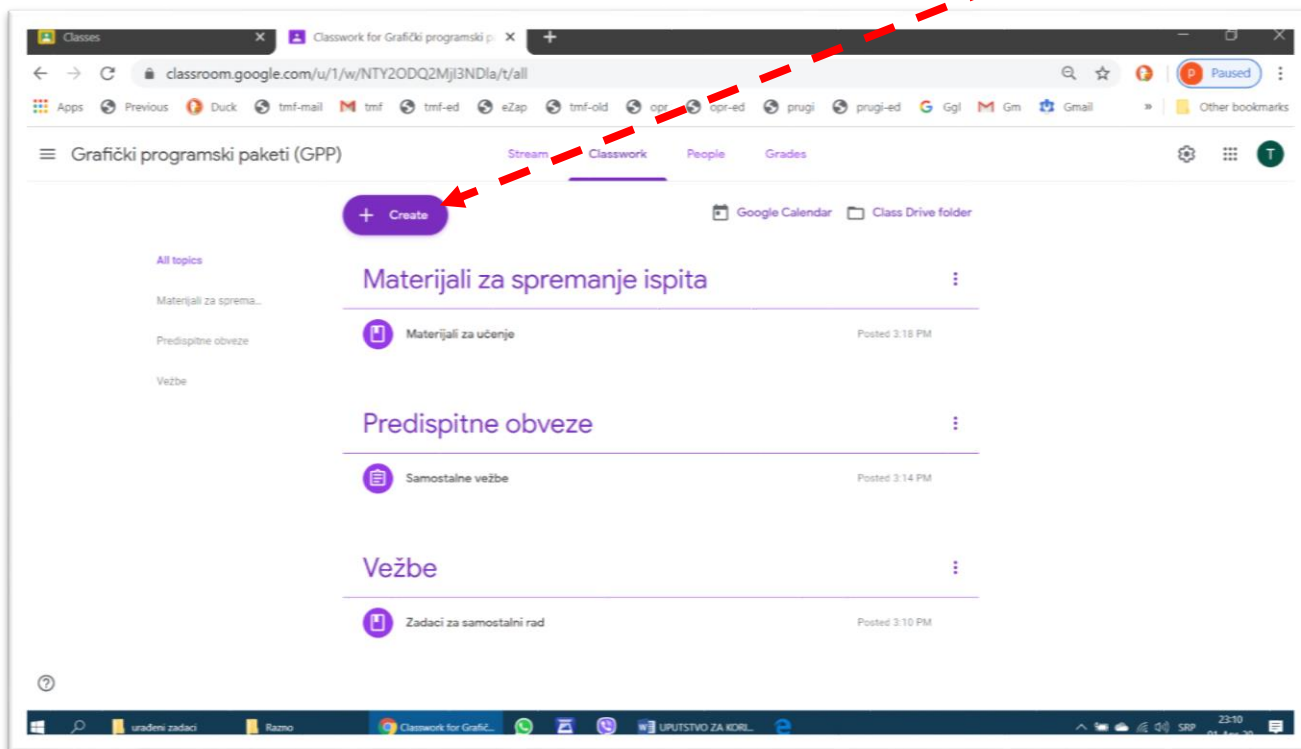 Classes
Classwork for Grafički programski p
classroom.google.com/u/1/w/NTY2ODQ2MjI3NDla/t/all
Paused
Apps Previous Duck tmf-mail tmf tmf-ed eZap tmf-old opr opr-ed prugi prugi-ed Ggl Gm Gmail » Other bookmarks
Grafički programski paketi (GPP)
Stream Classwork People Grades
T
+ Create
Google Calendar Class Drive folder
All topics
Materijali za sprema...
Predispitne obveze
Vežbe
Materijali za spremanje ispita
Materijali za učenje Posted 3:18 PM
Predispitne obveze
Samostalne vežbe Posted 3:14 PM
Vežbe
Zadaci za samostalni rad Posted 3:10 PM
urađeni zadaci Razno Classwork for Grafič... UPUTSTVO ZA KORI... SRP 23:10